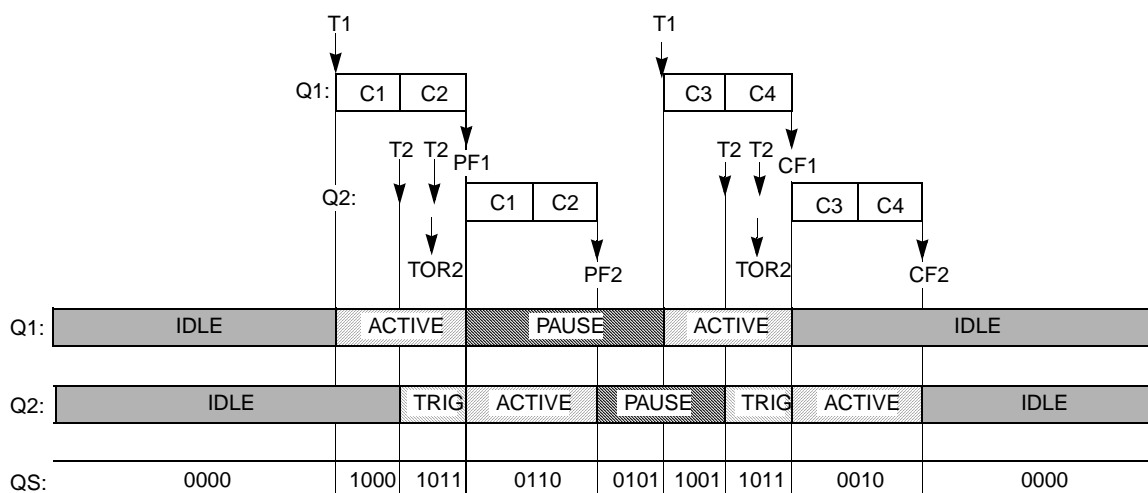 T1 T1
Q1: C1 C2 C3 C4
T2 T2 PF1 T2 T2 CF1
Q2: C1 C2 C3 C4
TOR2 PF2 TOR2 CF2
Q1: IDLE ACTIVE PAUSE ACTIVE IDLE
Q2: IDLE TRIG ACTIVE PAUSE TRIG ACTIVE IDLE
QS: 0000 1000 1011 0110 0101 1001 1011 0010 0000